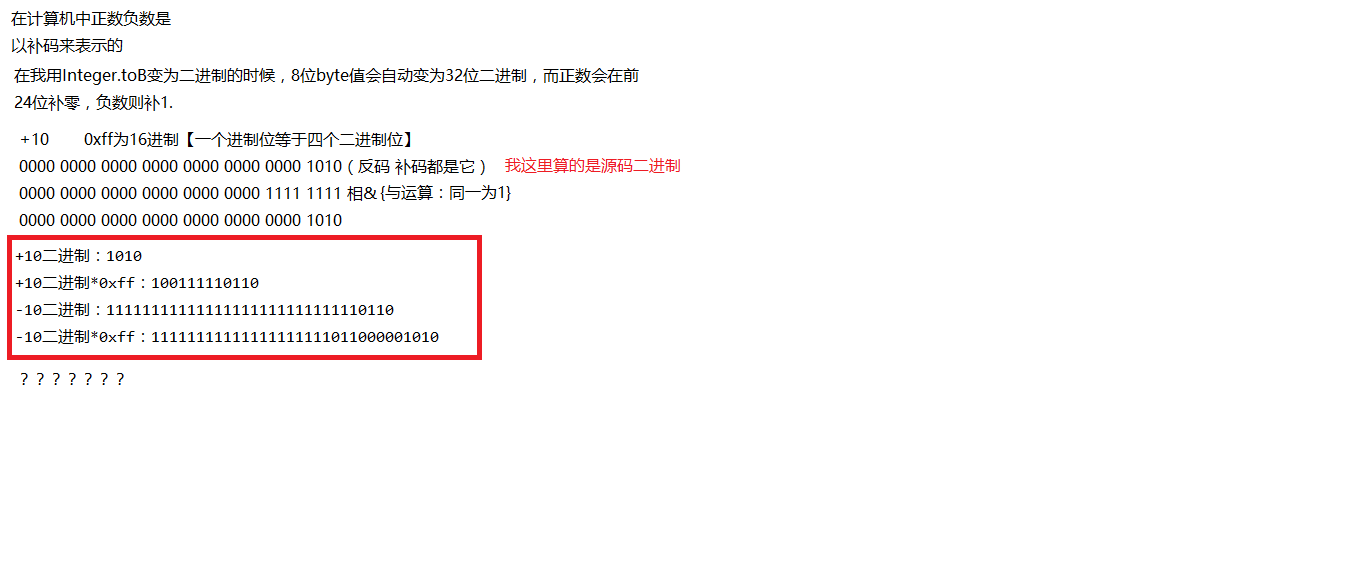 在计算机中正数负数是
以补码来表示的
在我用Integer.toB变为二进制的时候，8位byte值会自动变为32位二进制，而正数会在前
24位补零，负数则补1.
+10 0xff为16进制【一个进制位等于四个二进制位】
0000 0000 0000 0000 0000 0000 0000 1010（反码 补码都是它） 我这里算的是源码二进制
0000 0000 0000 0000 0000 0000 1111 1111 相& {与运算：同一为1}
0000 0000 0000 0000 0000 0000 0000 1010
+10二进制：1010
+10二进制*0xff：100111110110
-10二进制：11111111111111111111111111110110
-10二进制*0xff：11111111111111111111011000001010
？？？？？？？